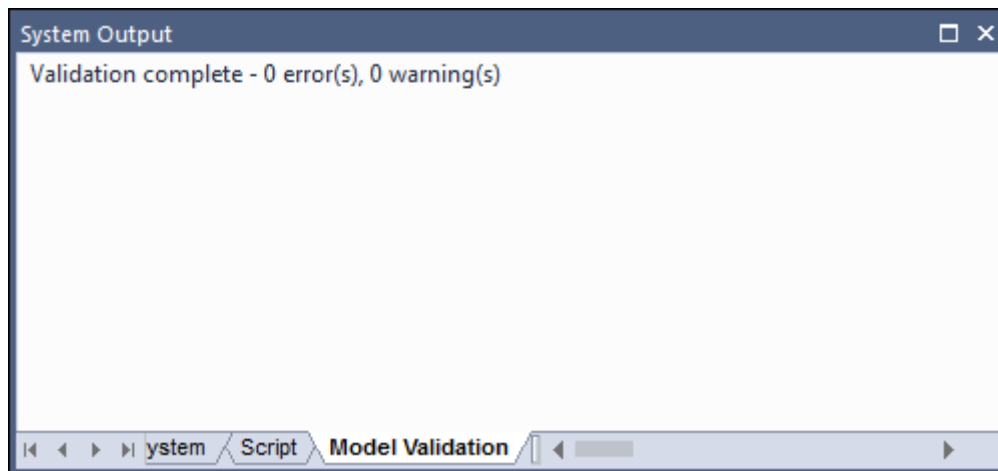 System Output
Validation complete - 0 error(s), 0 warning(s)
ystem Script Model Validation